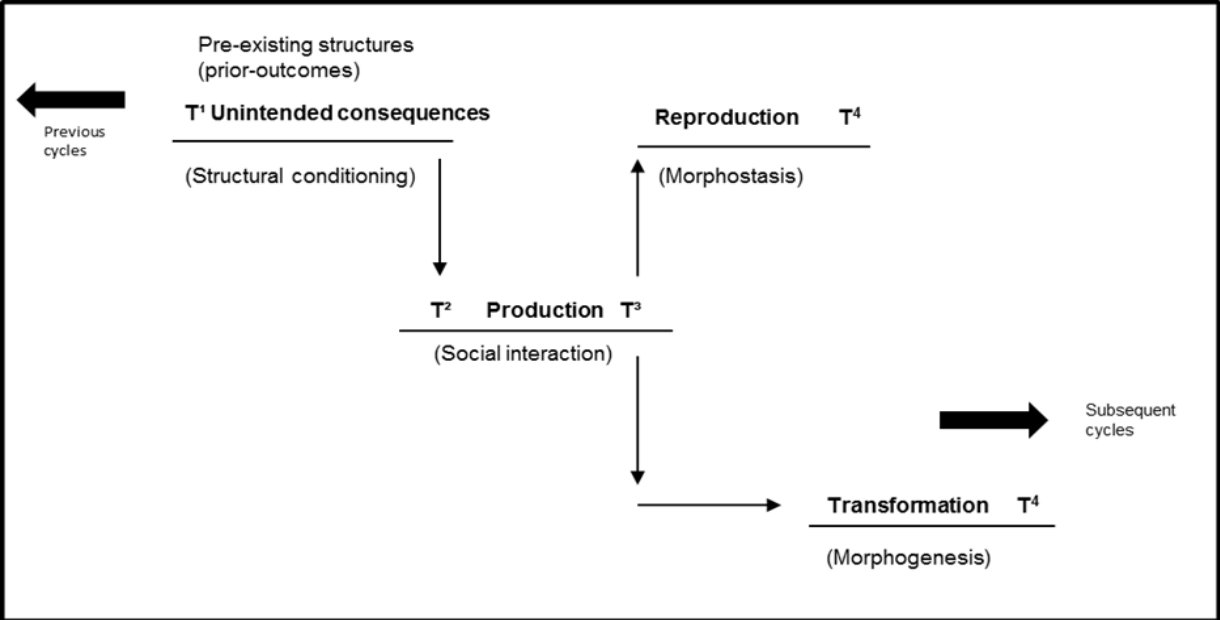 Pre-existing structures
(prior-outcomes)
T¹ Unintended consequences
(Structural conditioning)
Previous
cycles
Reproduction T⁴
(Morphostasis)
T² Production T³
(Social interaction)
Subsequent
cycles
Transformation T⁴
(Morphogenesis)